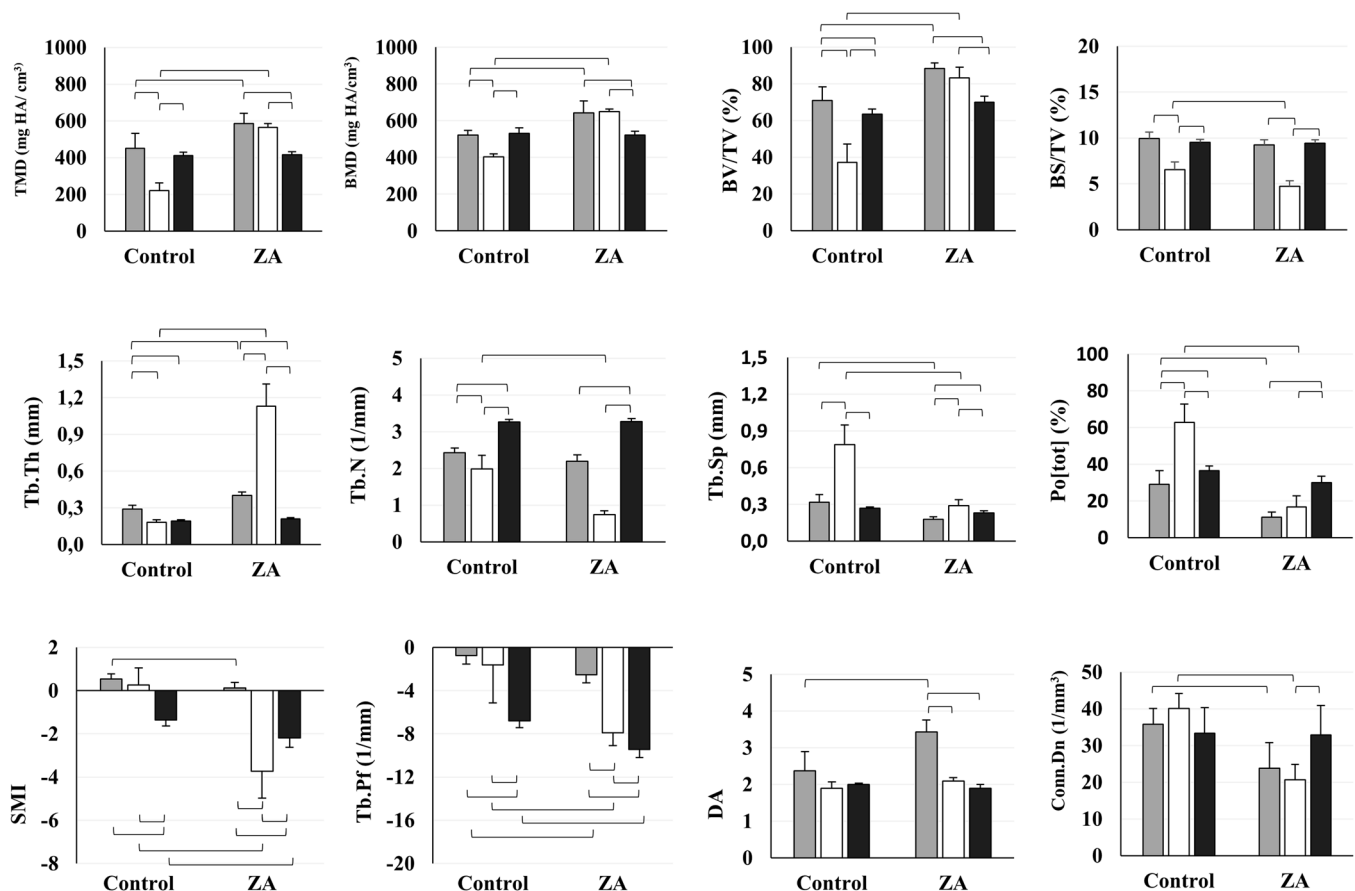 TMD (mg HA/ cm³)
1000
800
600
400
200
0
Control
ZA
BMD (mg HA/cm³)
1000
800
600
400
200
0
Control
ZA
BV/TV (%)
100
80
60
40
20
0
Control
ZA
BS/TV (%)
20
15
10
5
0
Control
ZA
Tb.Th (mm)
1,5
1,2
0,9
0,6
0,3
0,0
Control
ZA
Tb.N (1/mm)
5
4
3
2
1
0
Control
ZA
Tb.Sp (mm)
1,5
1,2
0,9
0,6
0,3
0,0
Control
ZA
Po[tot] (%)
100
80
60
40
20
0
Control
ZA
SMI
2
0
-2
-4
-6
-8
Control
ZA
Tb.Pf (1/mm)
0
-4
-8
-12
-16
-20
Control
ZA
DA
5
4
3
2
1
0
Control
ZA
Conn.Dn (1/mm³)
50
40
30
20
10
0
Control
ZA